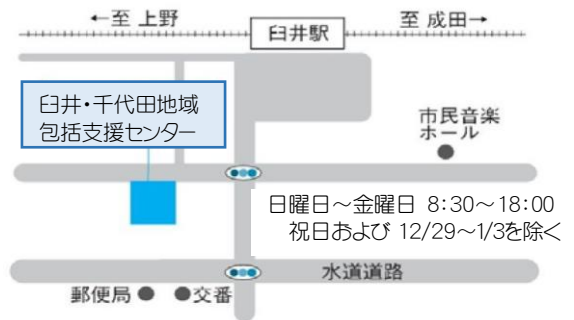 ←至 上野
臼井駅
至 成田→
臼井・千代田地域
包括支援センター
市民音楽
ホール
日曜日～金曜日 8:30～18:00
祝日および 12/29～1/3を除く
水道道路
郵便局
交番